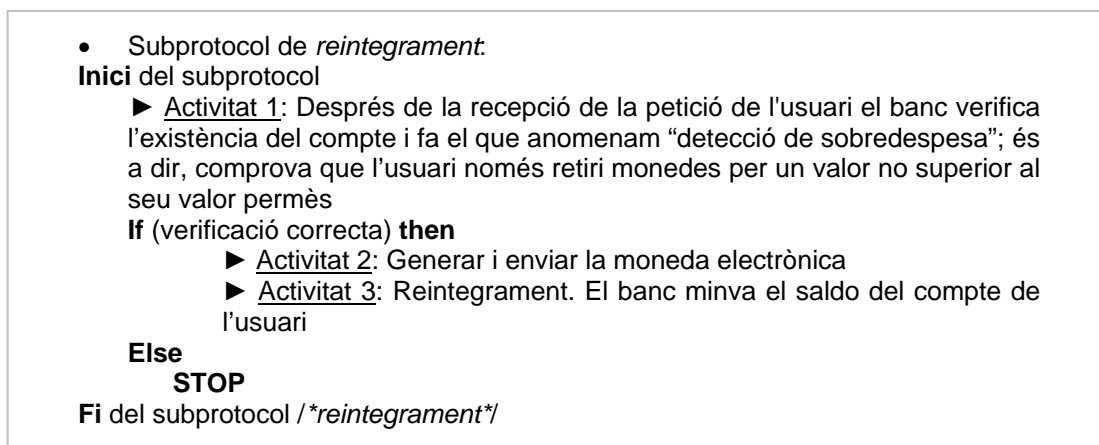 • Subprotocol de reintegrament:
Inici del subprotocol
► Activitat 1: Després de la recepció de la petició de l'usuari el banc verifica
l’existència del compte i fa el que anomenam “detecció de sobredespesa”; és
a dir, comprova que l’usuari només retiri monedes per un valor no superior al
seu valor permès
If (verificació correcta) then
► Activitat 2: Generar i enviar la moneda electrònica
► Activitat 3: Reintegrament. El banc minva el saldo del compte de
l’usuari
Else
STOP
Fi del subprotocol /*reintegrament*/